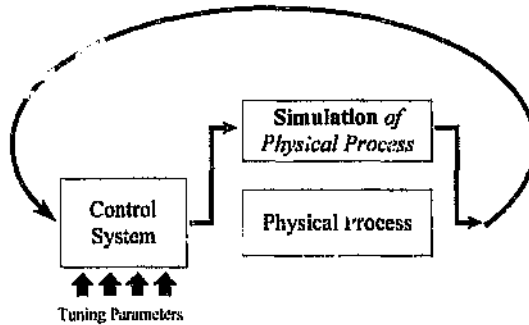 Simulation of
Physical Process
Control
System
Physical Process
Tuning Parameters